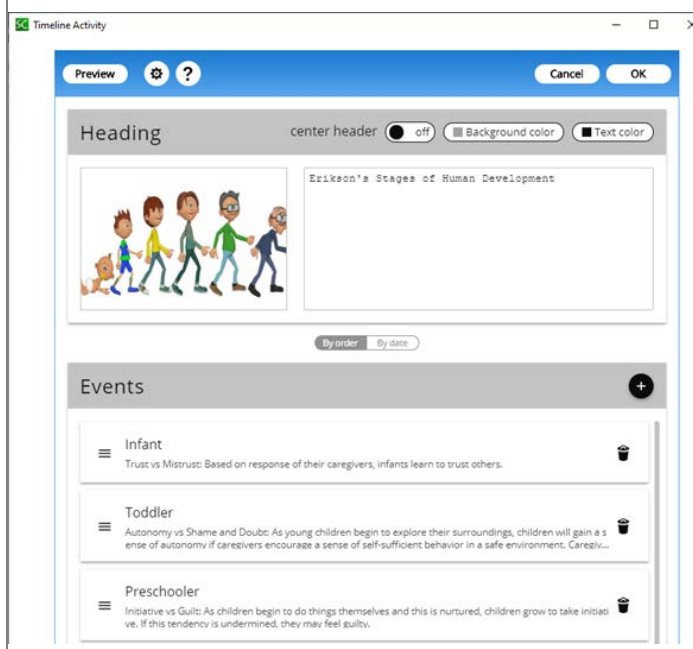 SC Timeline Activity
Preview ? Cancel OK
Heading center header off Background color Text color
Erikson's Stages of Human Development
By order By date
Events +
Infant
Trust vs Mistrust: Based on response of their caregivers, infants learn to trust others.
Toddler
Autonomy vs Shame and Doubt: As young children begin to explore their surroundings, children will gain a s
ense of autonomy if caregivers encourage a sense of self-sufficient behavior in a safe environment. Caregiv...
Preschooler
Initiative vs Guilt: As children begin to do things themselves and this is nurtured, children grow to take initiati
ve. If this tendency is undermined, they may feel guilty.